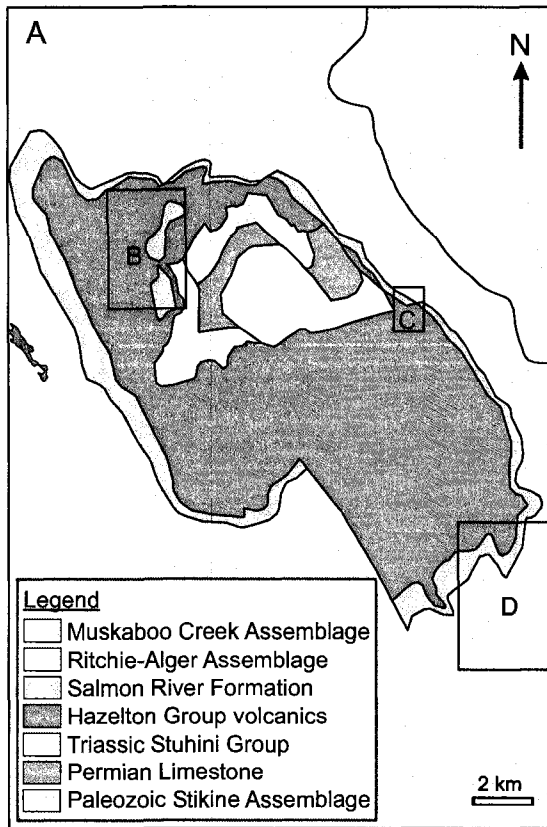 A
N
B
C
D
Legend
Muskaboo Creek Assemblage
Ritchie-Alger Assemblage
Salmon River Formation
Hazelton Group volcanics
Triassic Stuhini Group
Permian Limestone
Paleozoic Stikine Assemblage
2 km